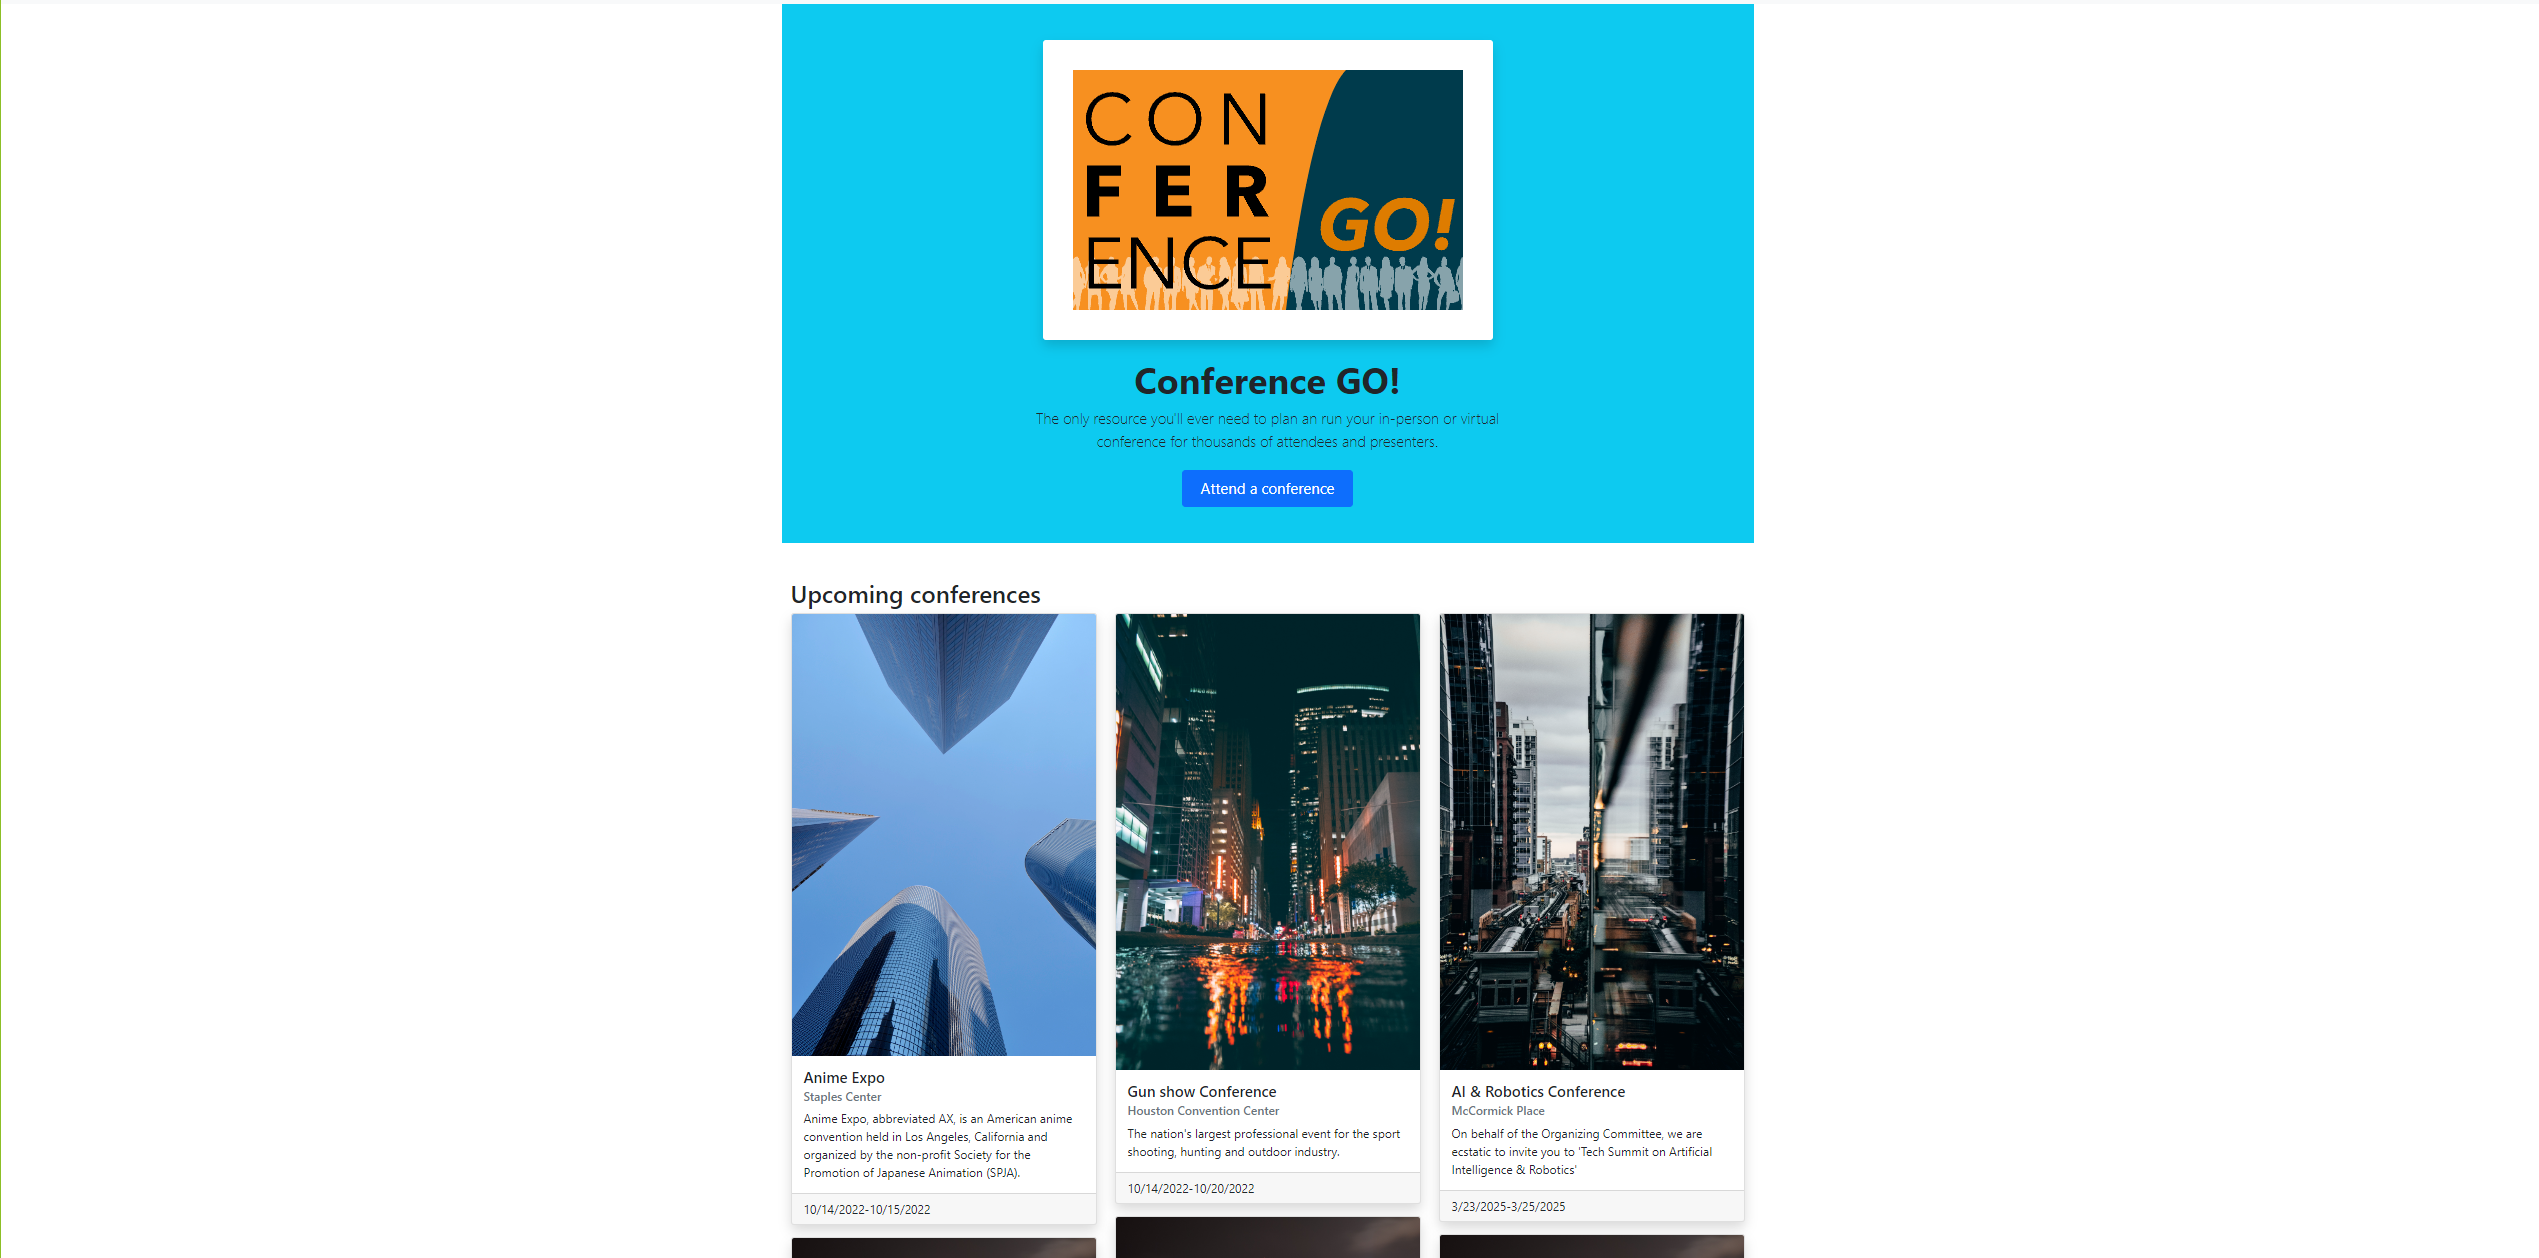 CON
FER
ENCE
GO!
Conference GO!
The only resource you'll ever need to plan an run your in-person or virtual
conference for thousands of attendees and presenters.
Attend a conference
Upcoming conferences
Anime Expo
Staples Center
Anime Expo, abbreviated AX, is an American anime
convention held in Los Angeles, California and
organized by the non-profit Society for the
Promotion of Japanese Animation (SPJA).
10/14/2022-10/15/2022
Gun show Conference
Houston Convention Center
The nation's largest professional event for the sport
shooting, hunting and outdoor industry.
10/14/2022-10/20/2022
AI & Robotics Conference
McCormick Place
On behalf of the Organizing Committee, we are
ecstatic to invite you to 'Tech Summit on Artificial
Intelligence & Robotics'
3/23/2025-3/25/2025